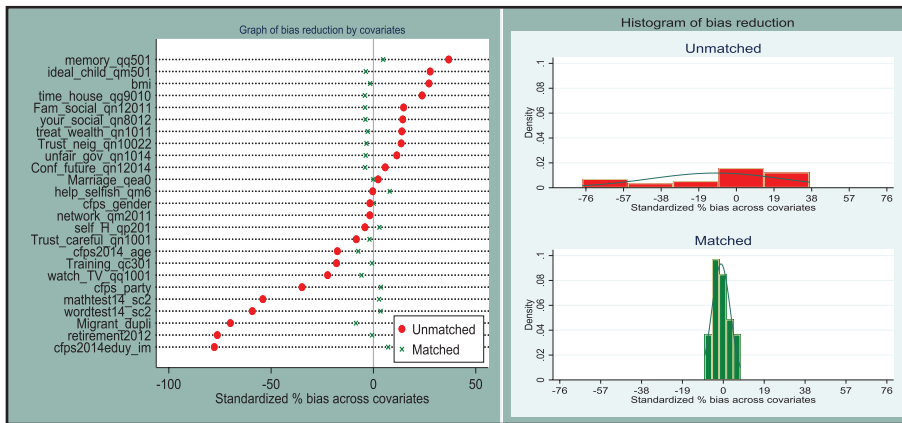 Graph of bias reduction by covariates
memory_qq501
ideal_child_qm501
bmi
time_house_qq9010
Fam_social_qn12011
your_social_qn8012
treat_wealth_qn1011
Trust_neig_qn10022
unfair_gov_qn1014
Conf_future_qn12014
Marriage_qea0
help_selfish_qm6
cfps_gender
network_qm2011
self_H_qp201
Trust_careful_qn1001
cfps2014_age
Training_qc301
watch_TV_qq1001
cfps_party
mathtest14_sc2
wordtest14_sc2
Migrant_dupli
retirement2012
cfps2014eduy_im
Unmatched
Matched
-100 -50 0 50
Standardized % bias across covariates
Histogram of bias reduction
Unmatched
Density
.1
.08
.06
.04
.02
0
-76 -57 -38 -19 0 19 38 57 76
Standardized % bias across covariates
Matched
Density
.1
.08
.06
.04
.02
0
-76 -57 -38 -19 0 19 38 57 76
Standardized % bias across covariates